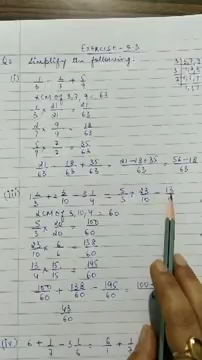 EXERCISE - 2.3
Q2 Simplify the following
(i) 1/3 - 2/7 + 5/9
LCM of 3, 7, 9 = 63
1/3 × 21/21 = 21/63
2/7 × 9/9 = 18/63
5/9 × 7/7 = 35/63
21/63 - 18/63 + 35/63 = 21-18+35/63 = 56-18/63
(iii) 1 2/3 + 2 3/10 - 3 1/4 = 5/3 + 23/10 - 13/4
LCM of 3, 10, 4 = 60
5/3 × 20/20 = 100/60
23/10 × 6/6 = 138/60
13/4 × 15/15 = 195/60
100/60 + 138/60 - 195/60 = 100
43/60